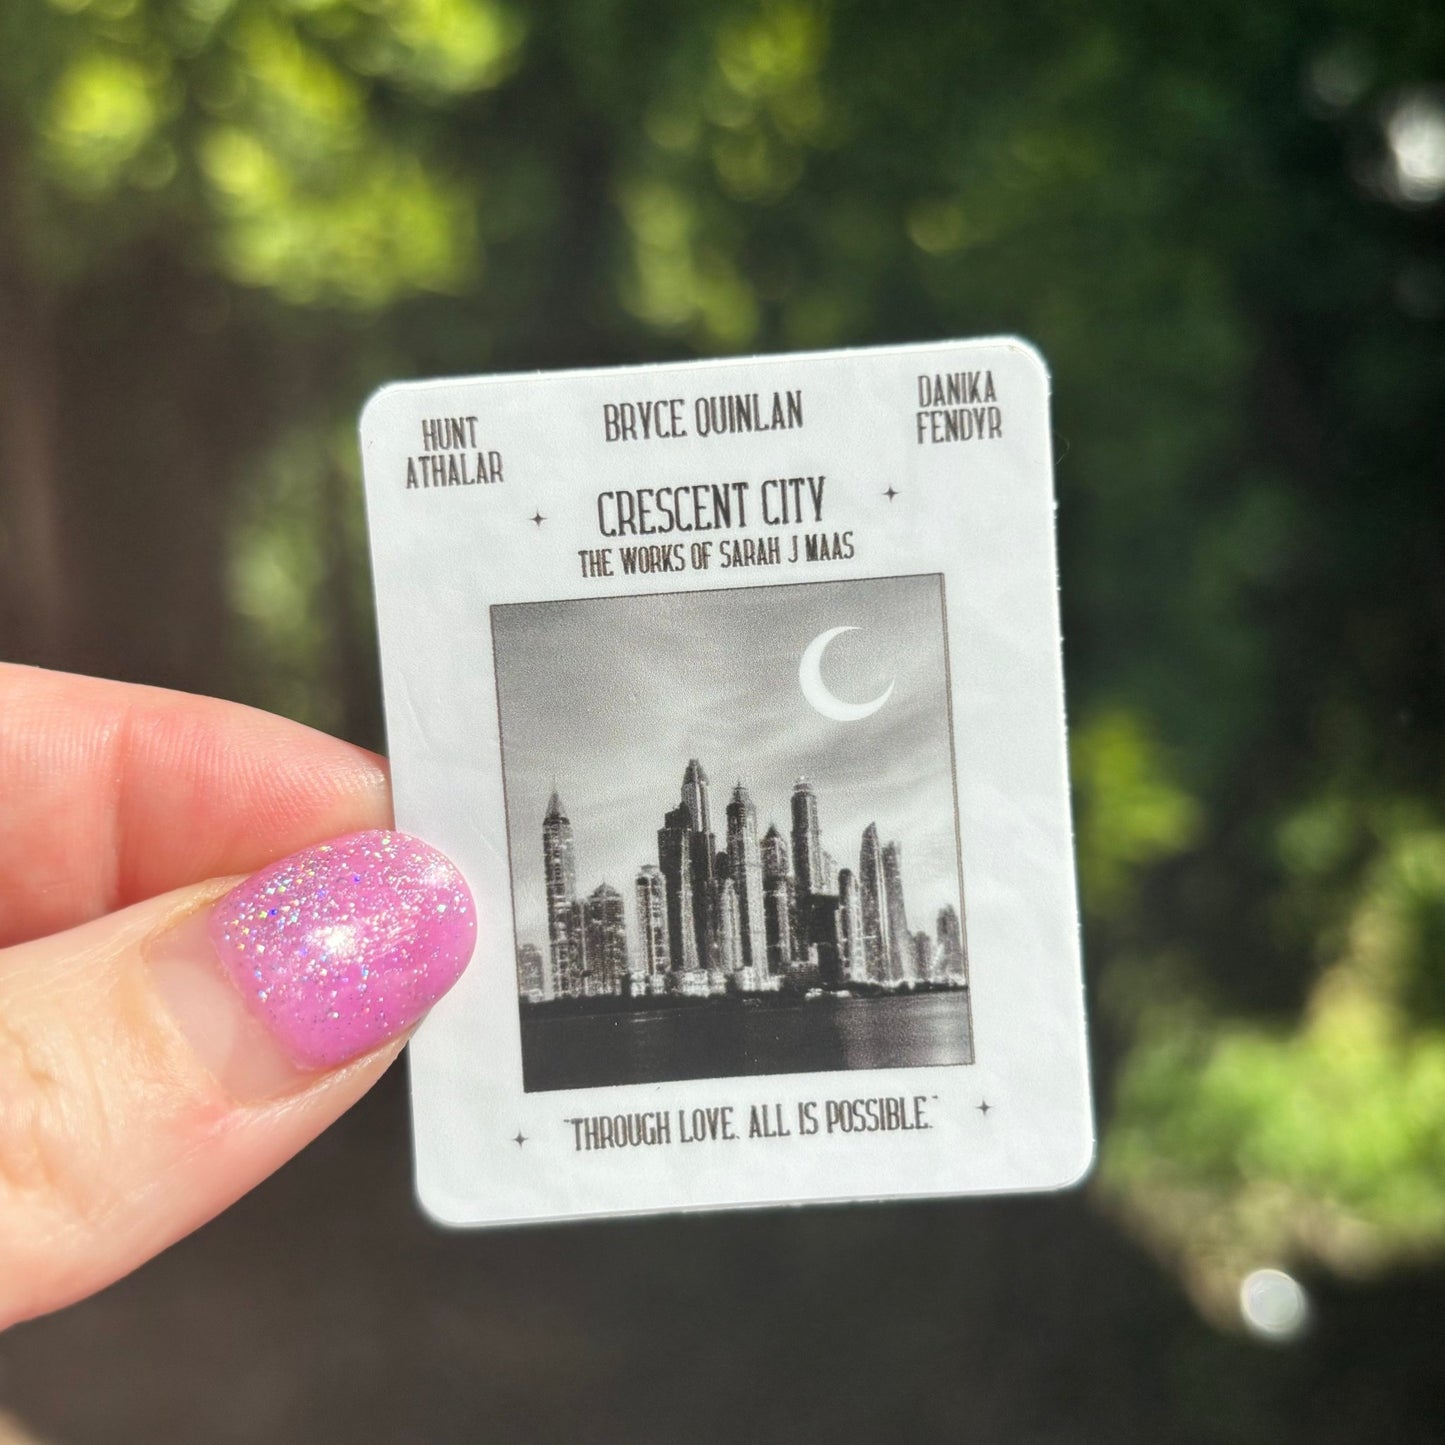 HUNT
ATHALAR
BRYCE QUINLAN
DANIKA
FENDYR
CRESCENT CITY
THE WORKS OF SARAH J MAAS
"THROUGH LOVE, ALL IS POSSIBLE."